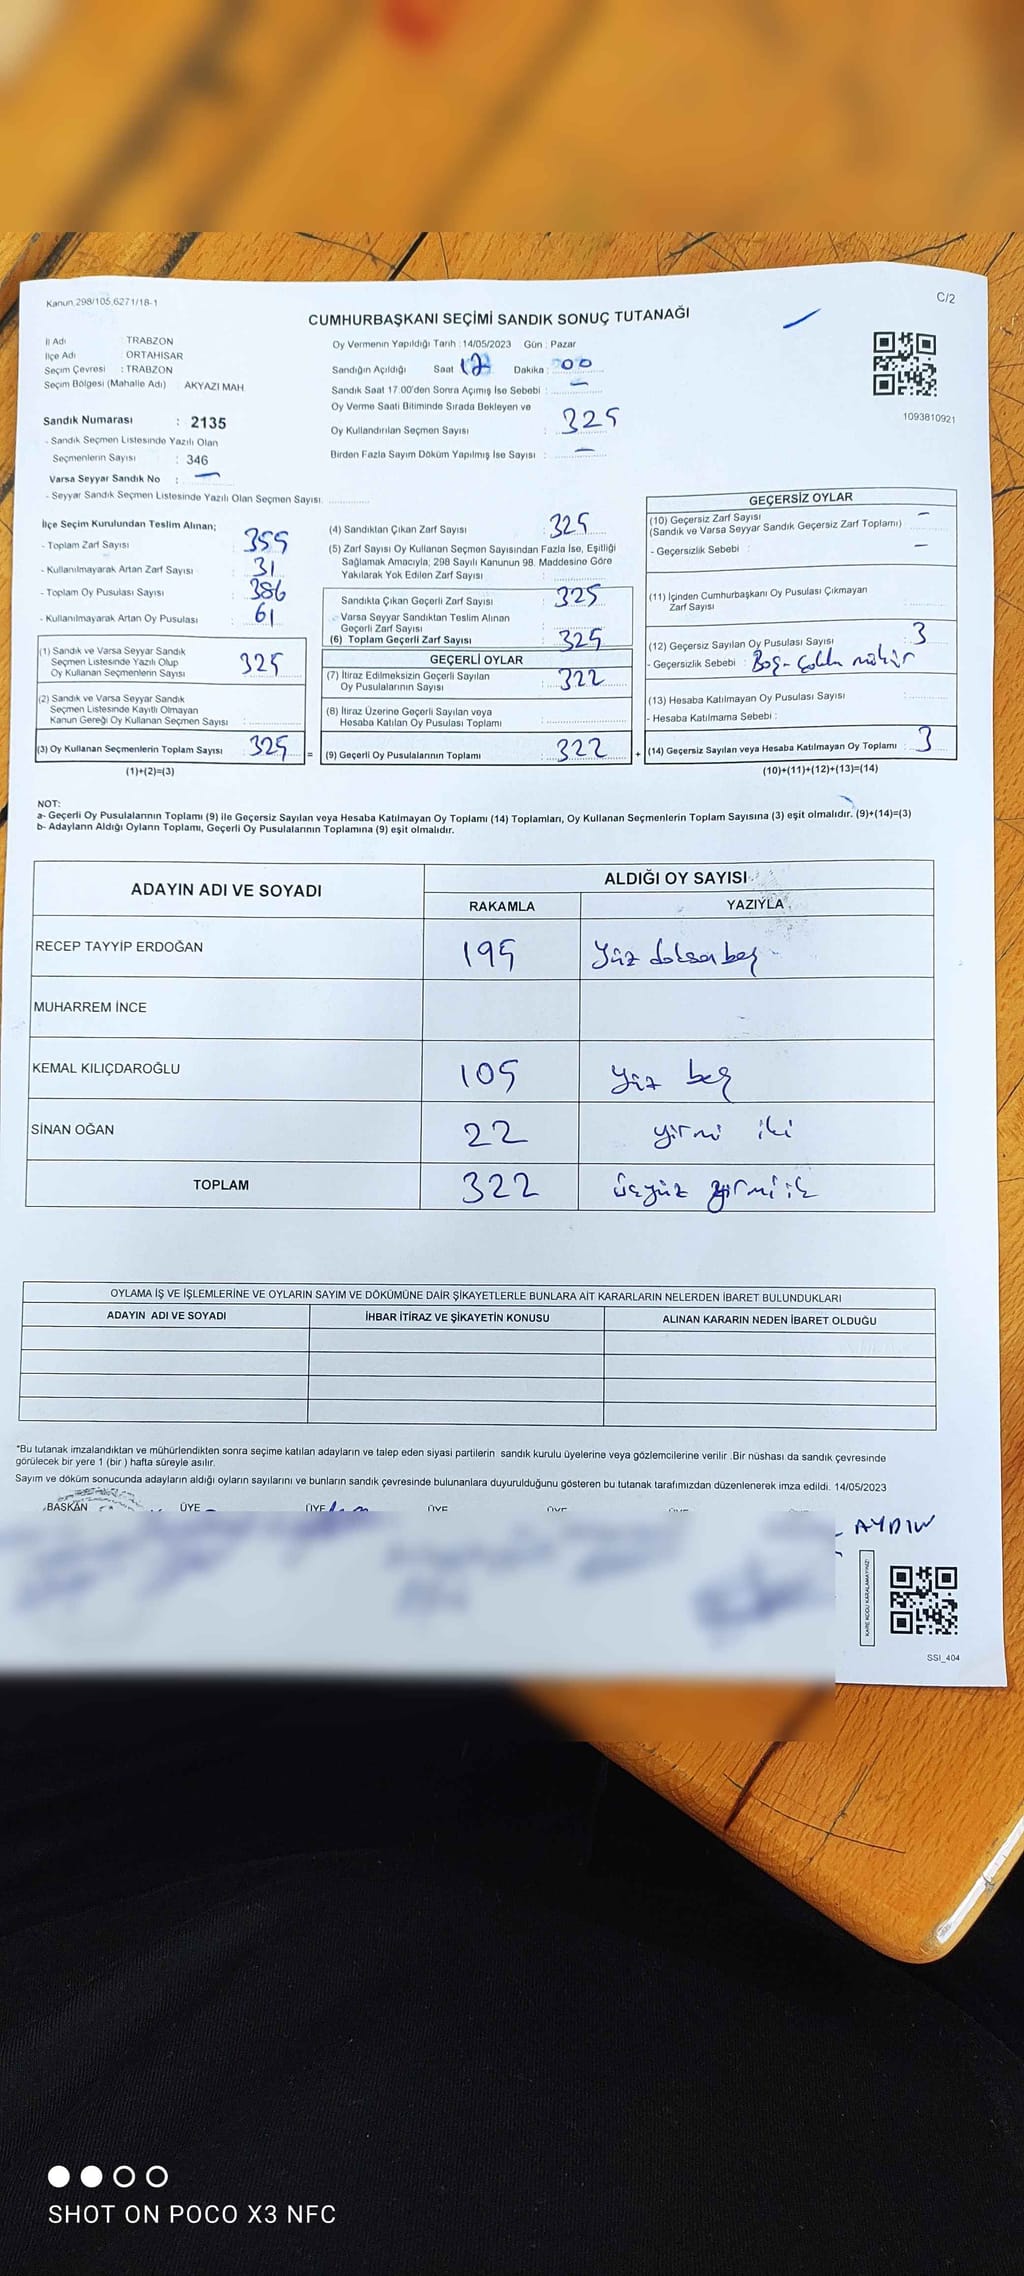 Kanun 298/105,6271/18-1
C/2
CUMHURBAŞKANI SEÇİMİ SANDIK SONUÇ TUTANAĞI
İl Adı : TRABZON
İlçe Adı : ORTAHİSAR
Seçim Çevresi : TRABZON
Seçim Bölgesi (Mahalle Adı) : AKYAZI MAH.
Sandık Numarası : 2135
- Sandık Seçmen Listesinde Yazılı Olan
Seçmenlerin Sayısı : 346
Varsa Seyyar Sandık No : –
- Seyyar Sandık Seçmen Listesinde Yazılı Olan Seçmen Sayısı:
Oy Vermenin Yapıldığı Tarih : 14/05/2023 Gün : Pazar
Sandığın Açıldığı Saat 17 Dakika : 00
Sandık Saat 17.00'den Sonra Açımış İse Sebebi : –
Oy Verme Saati Bitiminde Sırada Bekleyen ve
Oy Kullandırılan Seçmen Sayısı : 325
Birden Fazla Sayım Döküm Yapılmış İse Sayısı : –
1093810921
İlçe Seçim Kurulundan Teslim Alınan;
- Toplam Zarf Sayısı : 355
- Kullanılmayarak Artan Zarf Sayısı : 31
- Toplam Oy Pusulası Sayısı : 386
- Kullanılmayarak Artan Oy Pusulası : 61
(1) Sandık ve Varsa Seyyar Sandık
Seçmen Listesinde Yazılı Olup
Oy Kullanan Seçmenlerin Sayısı : 325
(2) Sandık ve Varsa Seyyar Sandık
Seçmen Listesinde Kayıtlı Olmayan
Kanun Gereği Oy Kullanan Seçmen Sayısı :
(3) Oy Kullanan Seçmenlerin Toplam Sayısı : 325 =
(1)+(2)=(3)
(4) Sandıktan Çıkan Zarf Sayısı : 325
(5) Zarf Sayısı Oy Kullanan Seçmen Sayısından Fazla İse, Eşitliği
Sağlamak Amacıyla; 298 Sayılı Kanunun 98. Maddesine Göre
Yakılarak Yok Edilen Zarf Sayısı :
Sandıkta Çıkan Geçerli Zarf Sayısı : 325
Varsa Seyyar Sandıktan Teslim Alınan
Geçerli Zarf Sayısı :
(6) Toplam Geçerli Zarf Sayısı : 325
GEÇERLİ OYLAR
(7) İtiraz Edilmeksizin Geçerli Sayılan
Oy Pusulalarının Sayısı : 322
(8) İtiraz Üzerine Geçerli Sayılan veya
Hesaba Katılan Oy Pusulası Toplamı :
(9) Geçerli Oy Pusulalarının Toplamı : 322 +
GEÇERSİZ OYLAR
(10) Geçersiz Zarf Sayısı : –
(Sandık ve Varsa Seyyar Sandık Geçersiz Zarf Toplamı)
- Geçersizlik Sebebi : –
(11) İçinden Cumhurbaşkanı Oy Pusulası Çıkmayan
Zarf Sayısı :
(12) Geçersiz Sayılan Oy Pusulası Sayısı : 3
- Geçersizlik Sebebi : Boş - çoklu mühür
(13) Hesaba Katılmayan Oy Pusulası Sayısı :
- Hesaba Katılmama Sebebi :
(14) Geçersiz Sayılan veya Hesaba Katılmayan Oy Toplamı : 3
(10)+(11)+(12)+(13)=(14)
NOT:
a- Geçerli Oy Pusulalarının Toplamı (9) ile Geçersiz Sayılan veya Hesaba Katılmayan Oy Toplamı (14) Toplamları, Oy Kullanan Seçmenlerin Toplam Sayısına (3) eşit olmalıdır. (9)+(14)=(3)
b- Adayların Aldığı Oyların Toplamı, Geçerli Oy Pusulalarının Toplamına (9) eşit olmalıdır.
ADAYIN ADI VE SOYADI ALDIĞI OY SAYISI
RAKAMLA YAZIYLA
RECEP TAYYİP ERDOĞAN 195 Yüz doksanbeş
MUHARREM İNCE
KEMAL KILIÇDAROĞLU 105 yüz beş
SİNAN OĞAN 22 yirmi iki
TOPLAM 322 üçyüz yirmi ik
OYLAMA İŞ VE İŞLEMLERİNE VE OYLARIN SAYIM VE DÖKÜMÜNE DAİR ŞİKAYETLERLE BUNLARA AİT KARARLARIN NELERDEN İBARET BULUNDUKLARI
ADAYIN ADI VE SOYADI İHBAR İTİRAZ VE ŞİKAYETİN KONUSU ALINAN KARARIN NEDEN İBARET OLDUĞU
*Bu tutanak imzalandıktan ve mühürlendikten sonra seçime katılan adayların ve talep eden siyasi partilerin sandık kurulu üyelerine veya gözlemcilerine verilir .Bir nüshası da sandık çevresinde
görülecek bir yere 1 (bir ) hafta süreyle asılır.
Sayım ve döküm sonucunda adayların aldığı oyların sayılarını ve bunların sandık çevresinde bulunanlara duyurulduğunu gösteren bu tutanak tarafımızdan düzenlenerek imza edildi. 14/05/2023
BAŞKAN ÜYE ÜYE ÜYE ÜYE ÜYE
AYDIN
KARE KODU KARALAMAYINIZ!
SSI_404
SHOT ON POCO X3 NFC